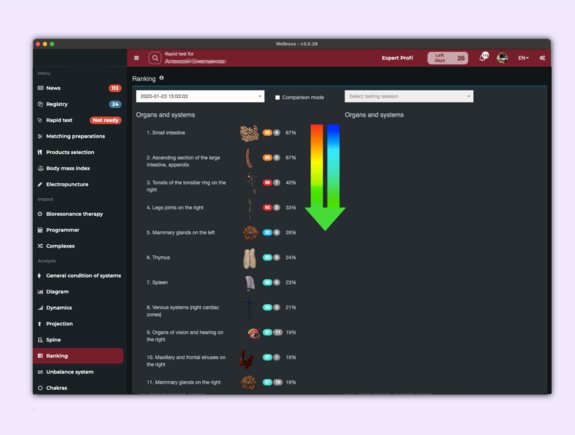 Wellness - v3.0.26
Rapid test for
Expert Profi
Left days 26
EN
Menu
News 113
Registry 24
Rapid test Not ready
Matching preparations
Products selection
Body mass index
Electropuncture
Impact
Bioresonance therapy
Programmer
Complexes
Analysis
General condition of systems
Diagram
Dynamics
Projection
Spine
Ranking
Unbalance system
Chakras
Ranking
2020-01-23 15:03:03
Comparison mode
Select testing session
Organs and systems
Organs and systems
1. Small intestine 67%
2. Ascending section of the large
intestine, appendix
67%
3. Tonsils of the tonsillar ring on the
right
40%
4. Legs joints on the right 33%
5. Mammary glands on the left 26%
6. Thymus 24%
7. Spleen 23%
8. Venous systems (right cardiac
zones)
21%
9. Organs of vision and hearing on
the right
19%
10. Maxillary and frontal sinuses on
the right
19%
11. Mammary glands on the right 19%